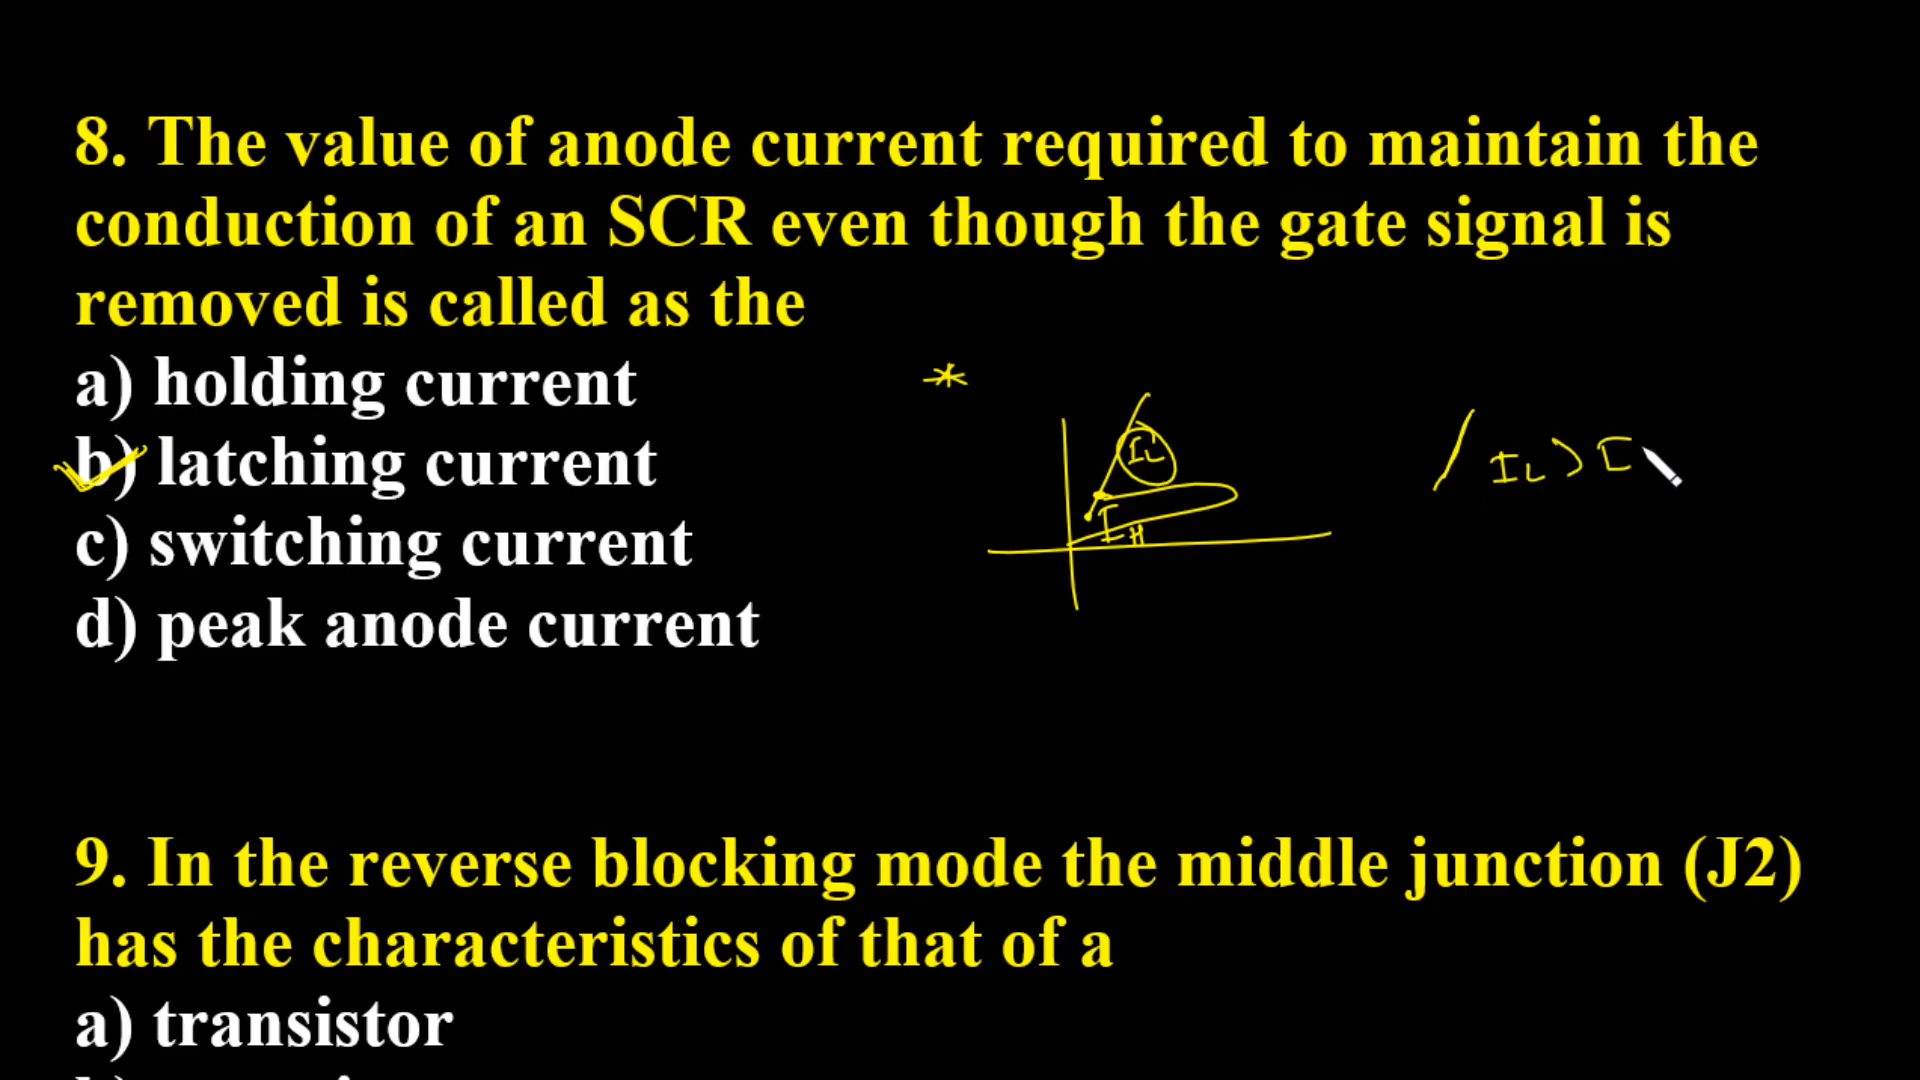 8. The value of anode current required to maintain the
conduction of an SCR even though the gate signal is
removed is called as the
a) holding current
b) latching current
c) switching current
d) peak anode current
*
IL
IH
IL > I
9. In the reverse blocking mode the middle junction (J2)
has the characteristics of that of a
a) transistor